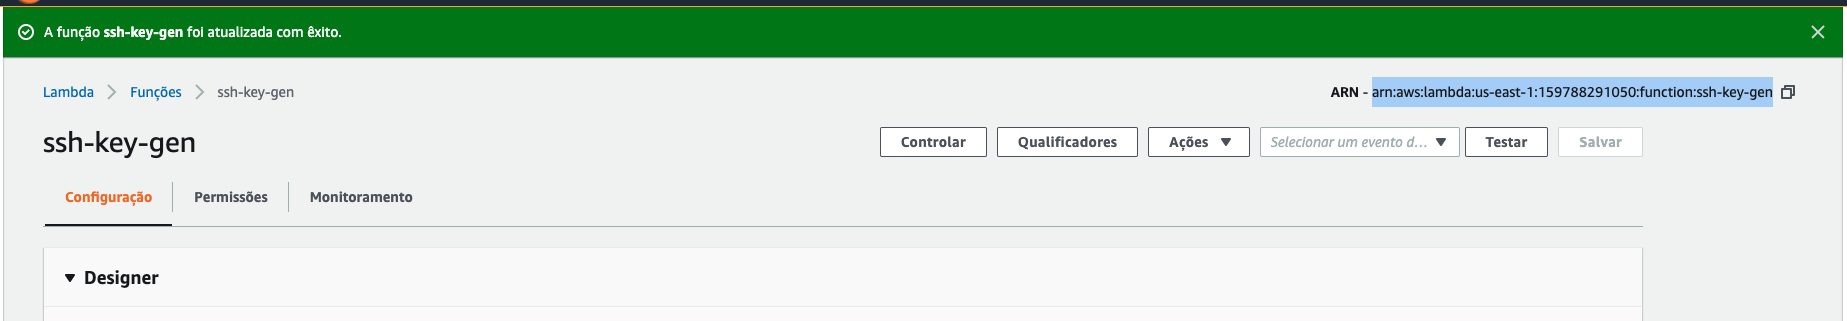 A função ssh-key-gen foi atualizada com êxito.
Lambda Funções ssh-key-gen
ARN - arn:aws:lambda:us-east-1:159788291050:function:ssh-key-gen
ssh-key-gen
Controlar Qualificadores Ações Selecionar um evento d... Testar Salvar
Configuração Permissões Monitoramento
Designer